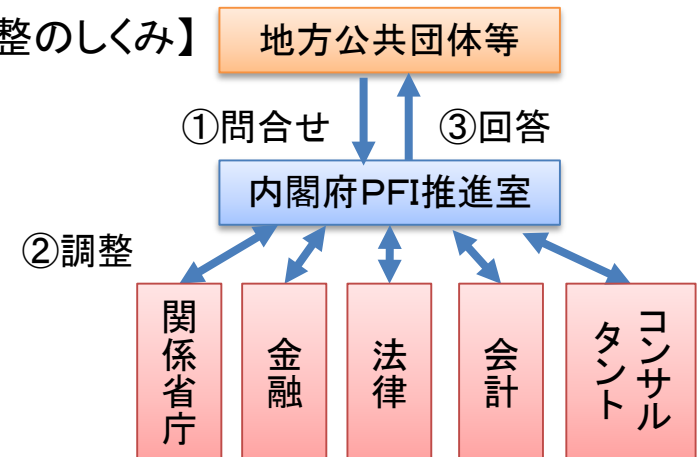 整のしくみ】
地方公共団体等
①問合せ
③回答
内閣府PFI推進室
②調整
関係省庁
金融
法律
会計
コンサル
タント